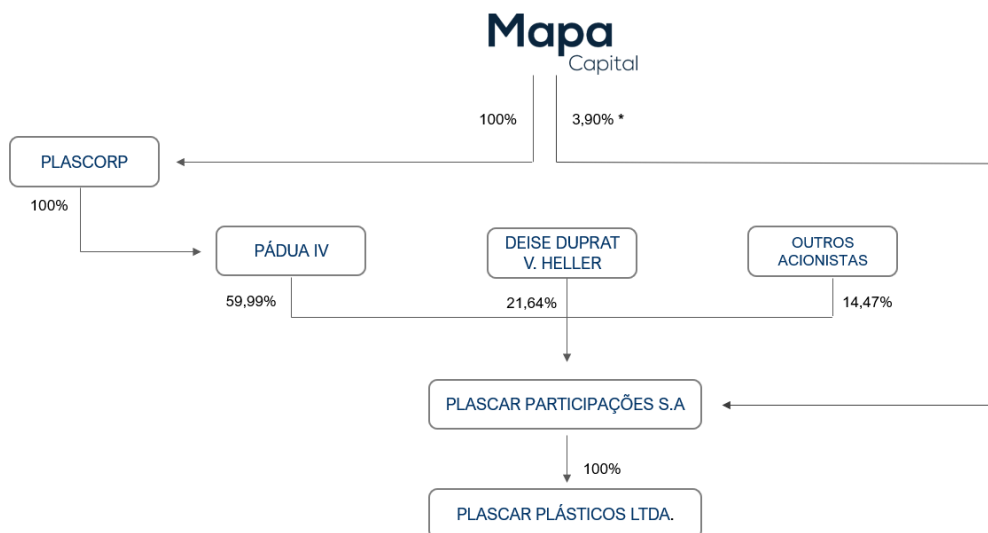 Mapa
Capital
100%
3,90% *
PLASCORP
100%
PÁDUA IV
DEISE DUPRAT
V. HELLER
OUTROS
ACIONISTAS
59,99%
21,64%
14,47%
PLASCAR PARTICIPAÇÕES S.A
100%
PLASCAR PLÁSTICOS LTDA.